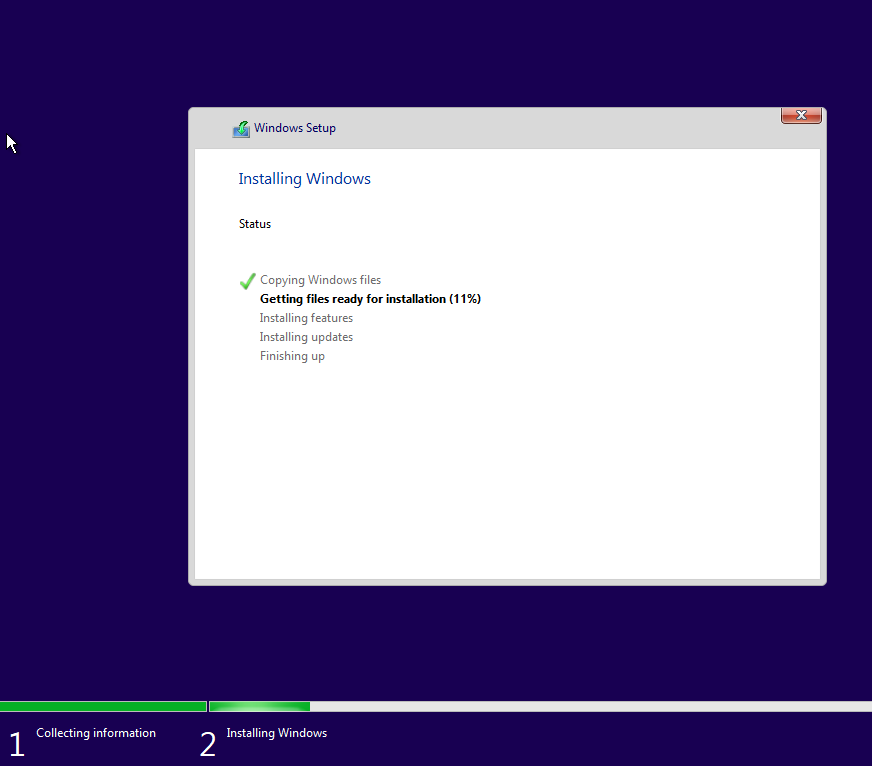 Windows Setup
Installing Windows
Status
Copying Windows files
Getting files ready for installation (11%)
Installing features
Installing updates
Finishing up
1 Collecting information
2 Installing Windows